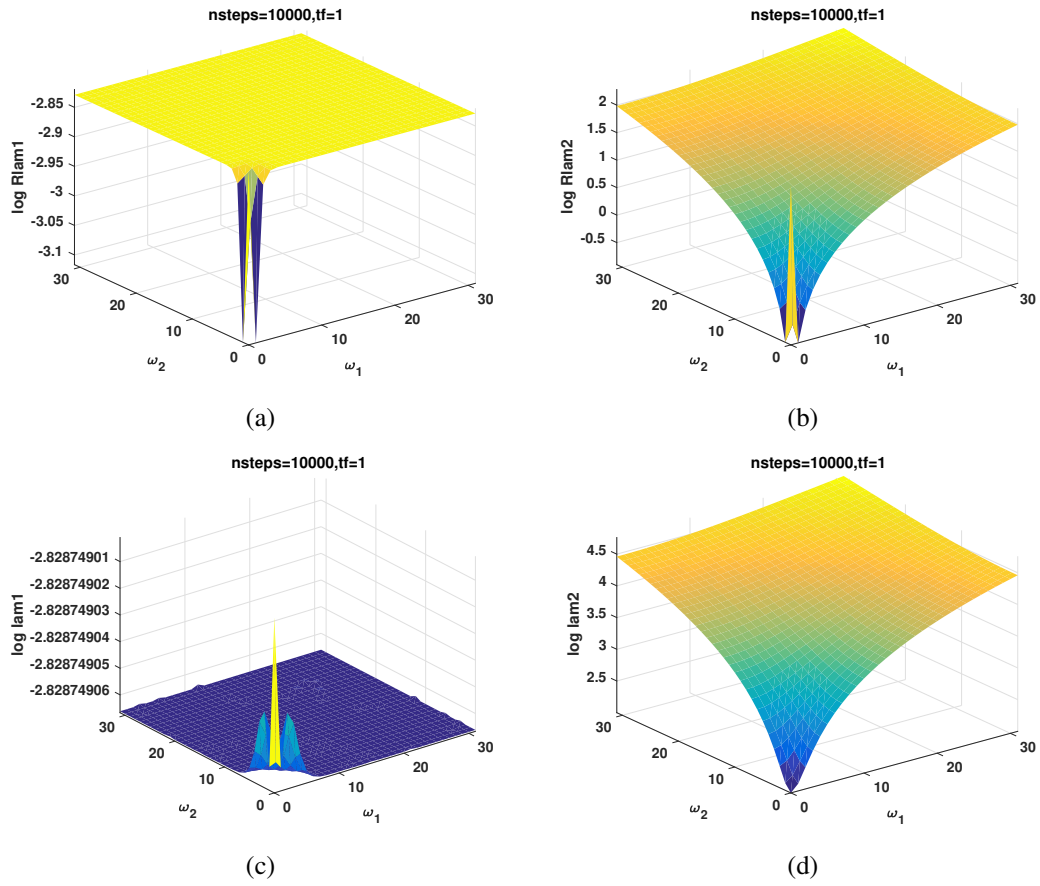 nsteps=10000,tf=1
log Rlam1
-2.85
-2.9
-2.95
-3
-3.05
-3.1
30
20
10
0
0
10
20
30
ω2
ω1
(a)
nsteps=10000,tf=1
log Rlam2
2
1.5
1
0.5
0
-0.5
30
20
10
0
0
10
20
30
ω2
ω1
(b)
nsteps=10000,tf=1
log lam1
-2.82874901
-2.82874902
-2.82874903
-2.82874904
-2.82874905
-2.82874906
30
20
10
0
0
10
20
30
ω2
ω1
(c)
nsteps=10000,tf=1
log lam2
4.5
4
3.5
3
2.5
30
20
10
0
0
10
20
30
ω2
ω1
(d)